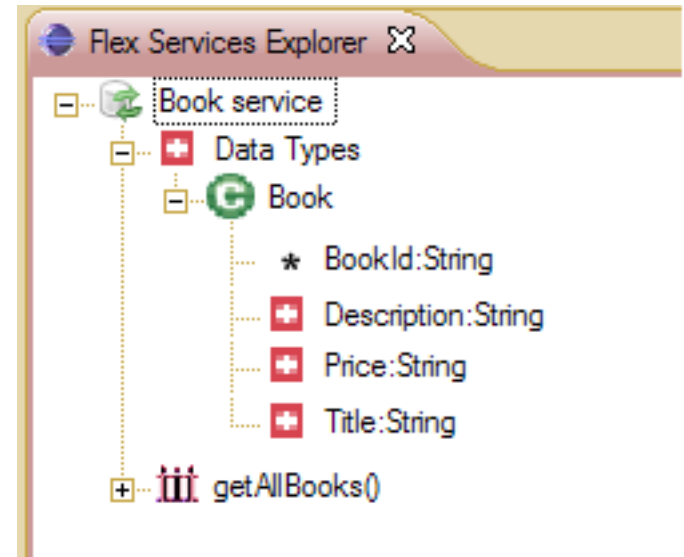 Flex Services Explorer
Book service
Data Types
Book
* BookId:String
Description:String
Price:String
Title:String
getAllBooks()